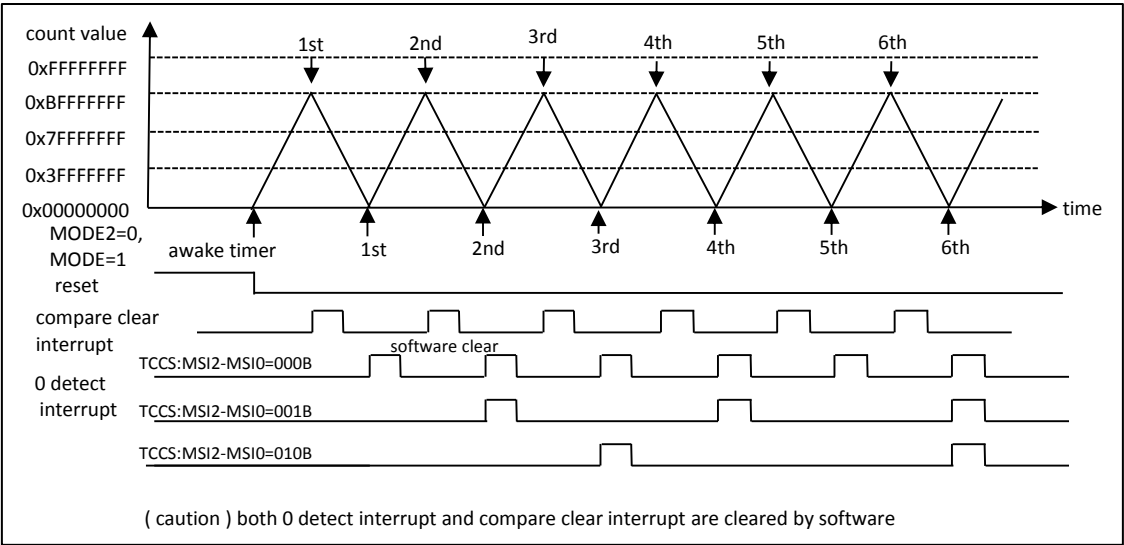 count value
1st 2nd 3rd 4th 5th 6th
0xFFFFFFFF
0xBFFFFFFF
0x7FFFFFFF
0x3FFFFFFF
0x00000000
time
MODE2=0,
MODE=1
awake timer 1st 2nd 3rd 4th 5th 6th
reset
compare clear
interrupt
software clear
TCCS:MSI2-MSI0=000B
0 detect
interrupt
TCCS:MSI2-MSI0=001B
TCCS:MSI2-MSI0=010B
( caution ) both 0 detect interrupt and compare clear interrupt are cleared by software